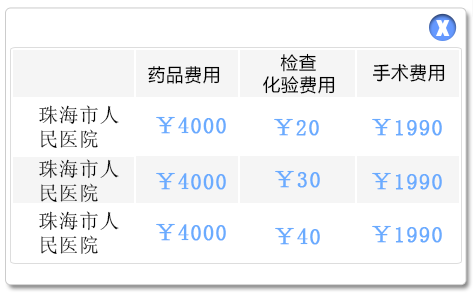 X
药品费用
检查
化验费用
手术费用
珠海市人
民医院
￥4000
￥20
￥1990
珠海市人
民医院
￥4000
￥30
￥1990
珠海市人
民医院
￥4000
￥40
￥1990